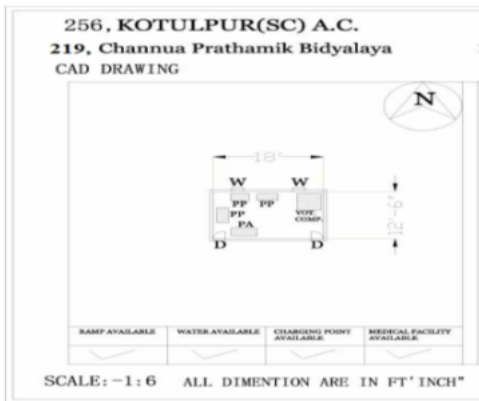 256, KOTULPUR(SC) A.C.
219, Channua Prathamik Bidyalaya
CAD DRAWING
N
18'
W W
PP PP VOT. COMP.
PP
PA
12'-6"
D D
RAMP AVAILABLE WATER AVAILABLE CHARGING POINT AVAILABLE MEDICAL FACILITY AVAILABLE
SCALE:-1:6 ALL DIMENTION ARE IN FT'INCH"